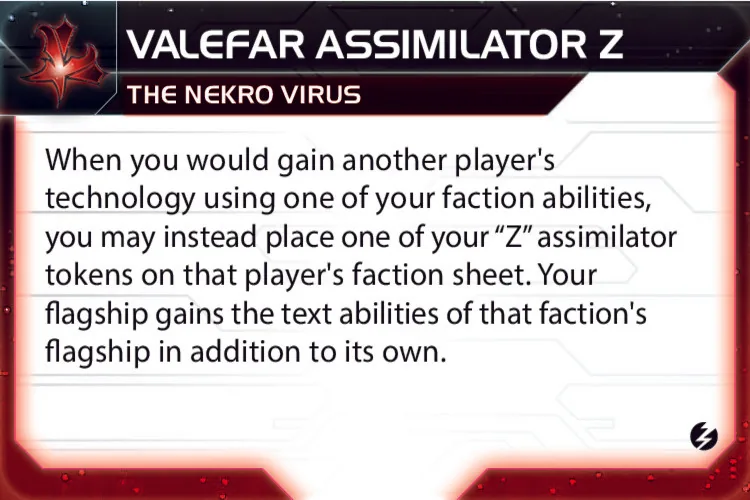 VALEFAR ASSIMILATOR Z
THE NEKRO VIRUS
When you would gain another player's
technology using one of your faction abilities,
you may instead place one of your “Z” assimilator
tokens on that player's faction sheet. Your
flagship gains the text abilities of that faction's
flagship in addition to its own.